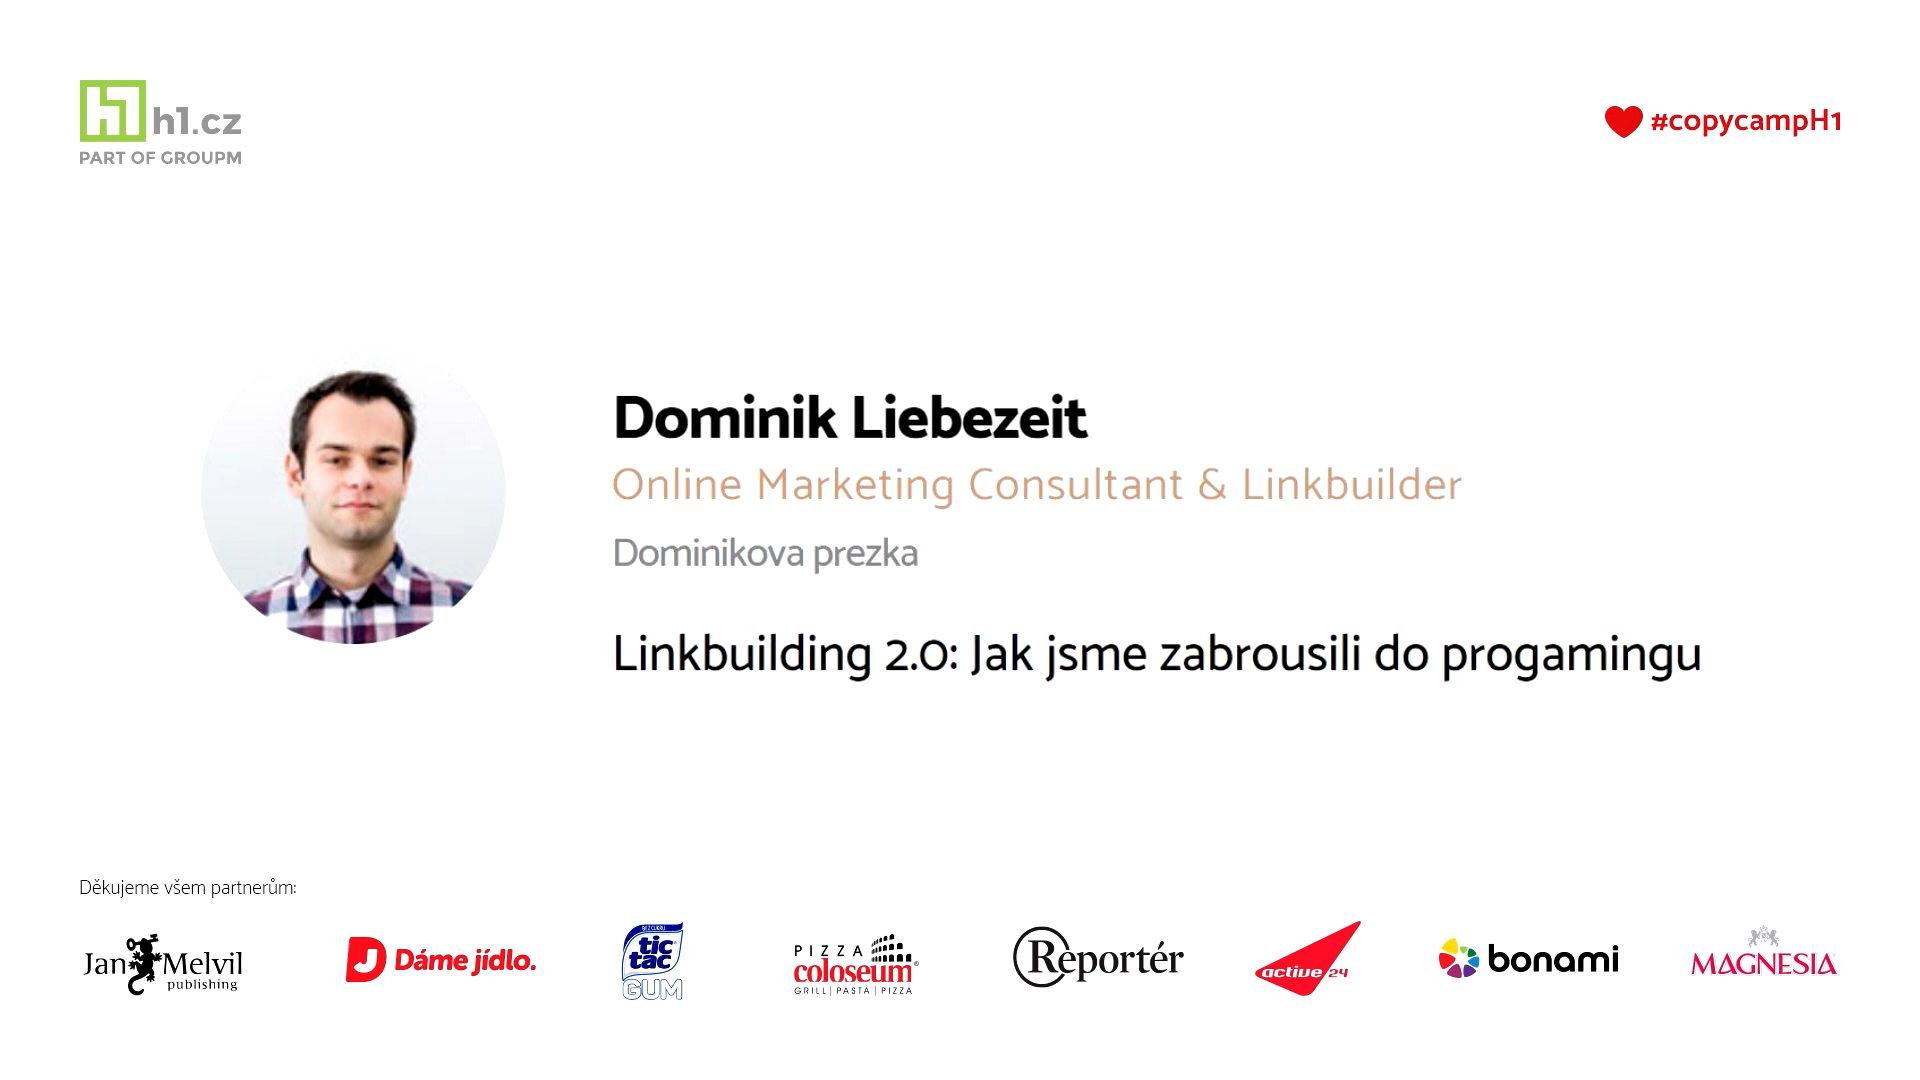 h1.cz
PART OF GROUPM
#copycampH1
Dominik Liebezeit
Online Marketing Consultant & Linkbuilder
Dominikova prezka
Linkbuilding 2.0: Jak jsme zabrousili do progamingu
Děkujeme všem partnerům:
Jan Melvil
publishing
Dáme jídlo.
BEZ CUKRU
tic
tac
GUM
PIZZA
coloseum®
GRILL | PASTA | PIZZA
Reportér
active 24
bonami
MAGNESIA